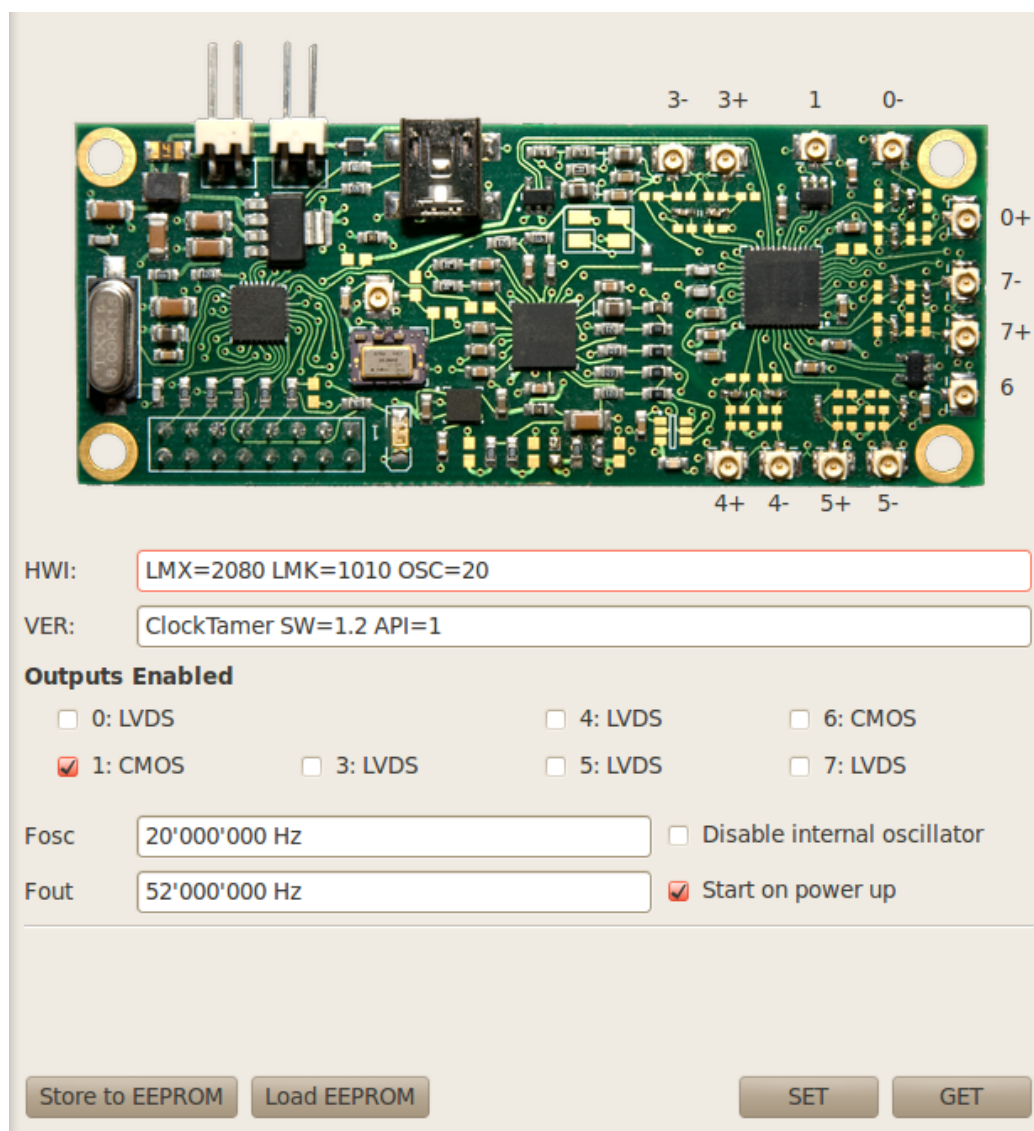 3- 3+ 1 0-
0+
7-
7+
6
1
4+ 4- 5+ 5-
HWI: LMX=2080 LMK=1010 OSC=20
VER: ClockTamer SW=1.2 API=1
Outputs Enabled
0: LVDS 4: LVDS 6: CMOS
1: CMOS 3: LVDS 5: LVDS 7: LVDS
Fosc 20'000'000 Hz Disable internal oscillator
Fout 52'000'000 Hz Start on power up
Store to EEPROM Load EEPROM SET GET